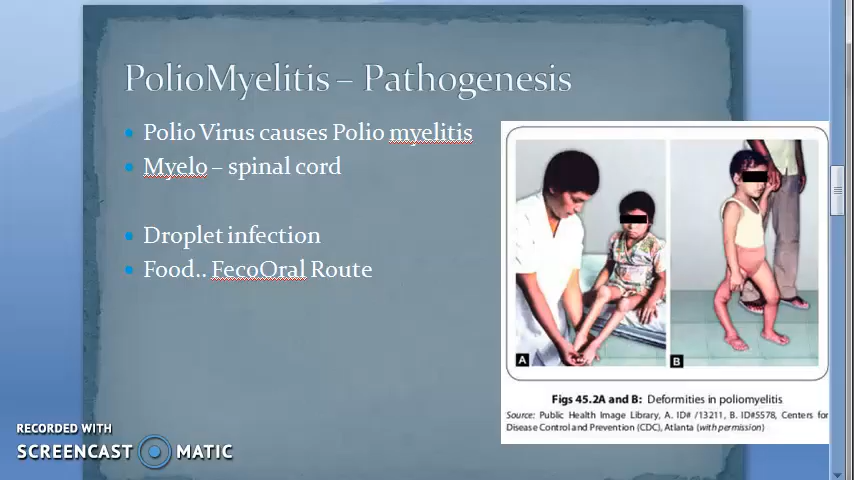 PolioMyelitis – Pathogenesis
Polio Virus causes Polio myelitis
Myelo – spinal cord
Droplet infection
Food.. FecoOral Route
A
B
Figs 45.2A and B: Deformities in poliomyelitis
Source: Public Health Image Library, A. ID# /13211, B. ID#5578, Centers for
Disease Control and Prevention (CDC), Atlanta (with permission)
RECORDED WITH
SCREENCAST MATIC